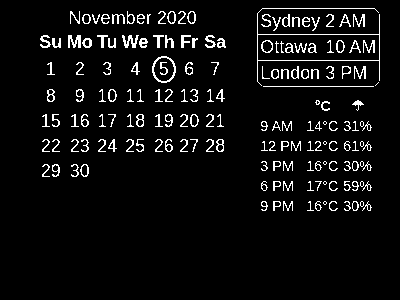 November 2020
Su Mo Tu We Th Fr Sa
1 2 3 4 5 6 7
8 9 10 11 12 13 14
15 16 17 18 19 20 21
22 23 24 25 26 27 28
29 30
Sydney 2 AM
Ottawa 10 AM
London 3 PM
°C ☂
9 AM 14°C 31%
12 PM 12°C 61%
3 PM 16°C 30%
6 PM 17°C 59%
9 PM 16°C 30%